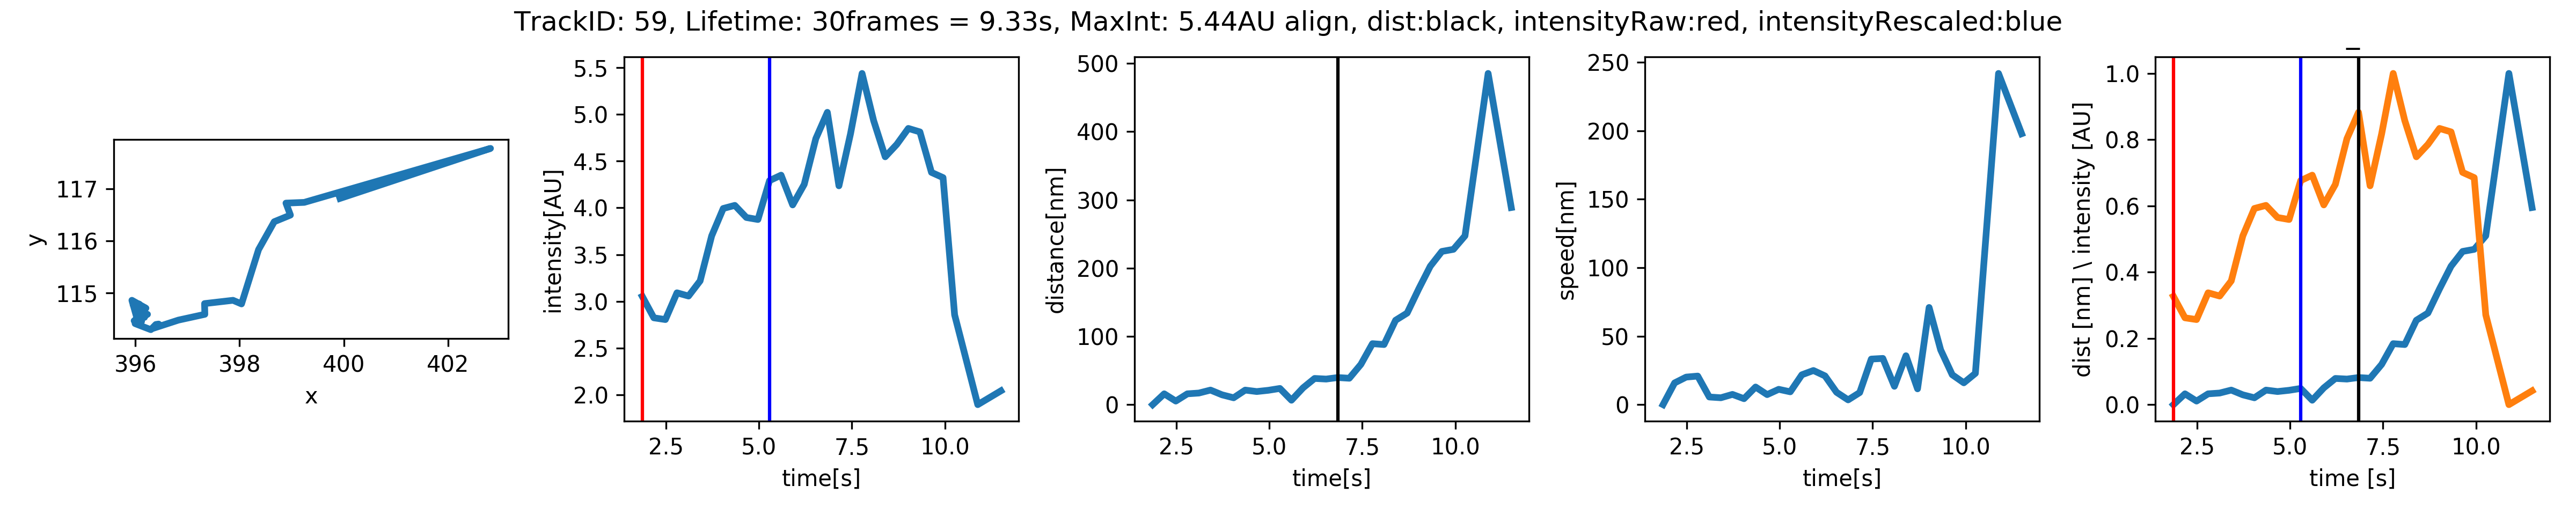 TrackID: 59, Lifetime: 30frames = 9.33s, MaxInt: 5.44AU align, dist:black, intensityRaw:red, intensityRescaled:blue
117
116
115
y
396 398 400 402
x
5.5
5.0
4.5
4.0
3.5
3.0
2.5
2.0
intensity[AU]
2.5 5.0 7.5 10.0
time[s]
500
400
300
200
100
0
distance[nm]
2.5 5.0 7.5 10.0
time[s]
250
200
150
100
50
0
speed[nm]
2.5 5.0 7.5 10.0
time[s]
_
1.0
0.8
0.6
0.4
0.2
0.0
dist [nm] \ intensity [AU]
2.5 5.0 7.5 10.0
time [s]